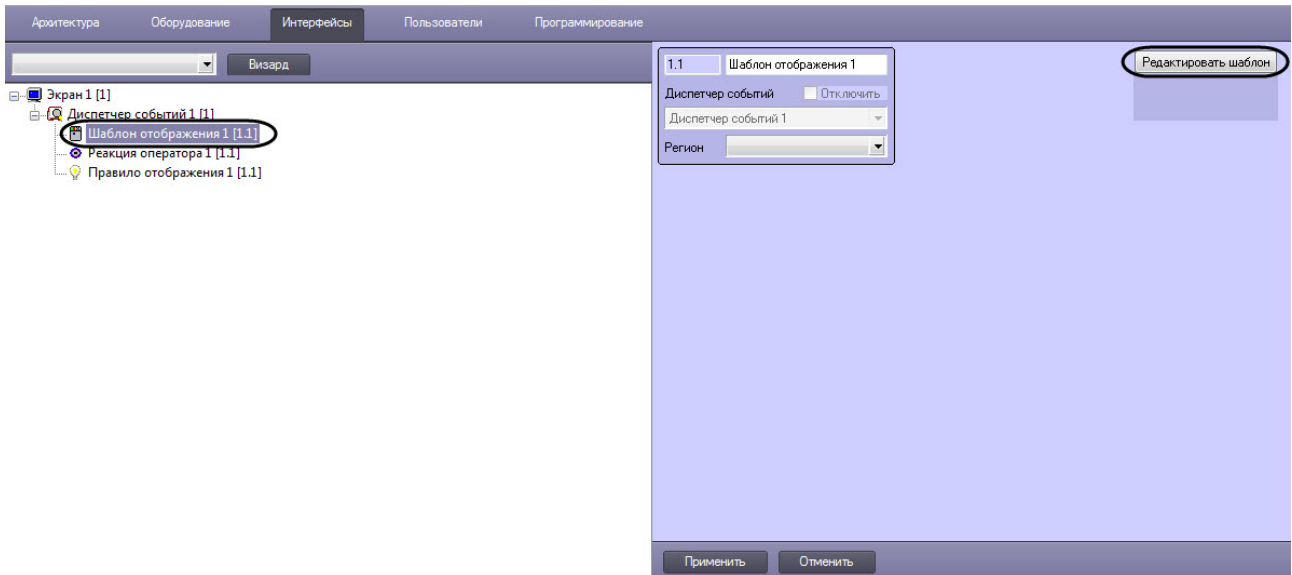 Архитектура Оборудование Интерфейсы Пользователи Программирование
Визард
Экран 1 [1]
Диспетчер событий 1 [1]
Шаблон отображения 1 [1.1]
Реакция оператора 1 [1.1]
Правило отображения 1 [1.1]
1.1 Шаблон отображения 1
Диспетчер событий Отключить
Диспетчер событий 1
Регион
Редактировать шаблон
Применить Отменить